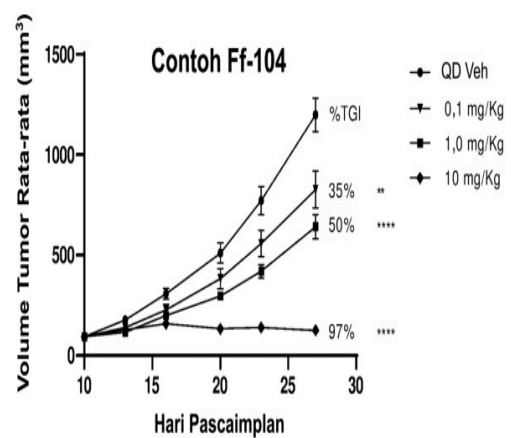 Contoh Ff-104
Volume Tumor Rata-rata (mm³)
1500
1000
500
0
10
15
20
25
30
Hari Pascaimplan
%TGI
35% **
50% ****
97% ****
QD Veh
0,1 mg/Kg
1,0 mg/Kg
10 mg/Kg